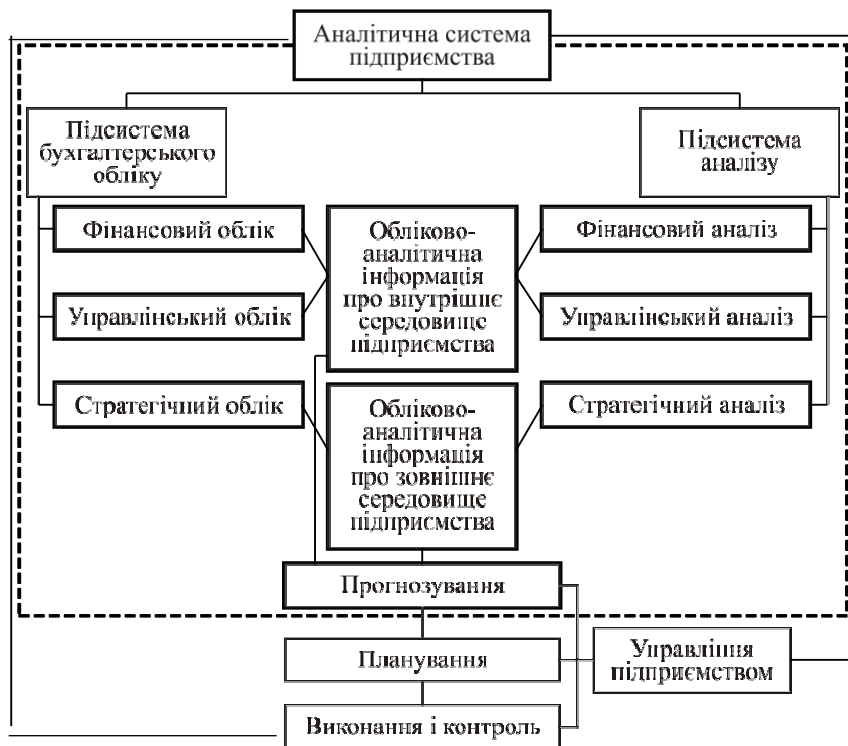 Аналітична система
підприємства
Підсистема
бухгалтерського
обліку
Підсистема
аналізу
Фінансовий облік
Обліково-
аналітична
інформація
про внутрішнє
середовище
підприємства
Фінансовий аналіз
Управлінський облік
Управлінський аналіз
Стратегічний облік
Обліково-
аналітична
інформація
про зовнішнє
середовище
підприємства
Стратегічний аналіз
Прогнозування
Планування
Управління
підприємством
Виконання і контроль